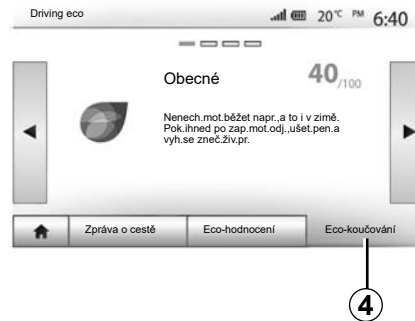 Driving eco 20°C PM 6:40
Obecné 40/100
Nenech.mot.běžet napr.,a to i v zimě.
Pok.ihned po zap.mot.odj.,ušet.pen.a
vyh.se zneč.živ.pr.
Zpráva o cestě Eco-hodnocení Eco-koučování
4